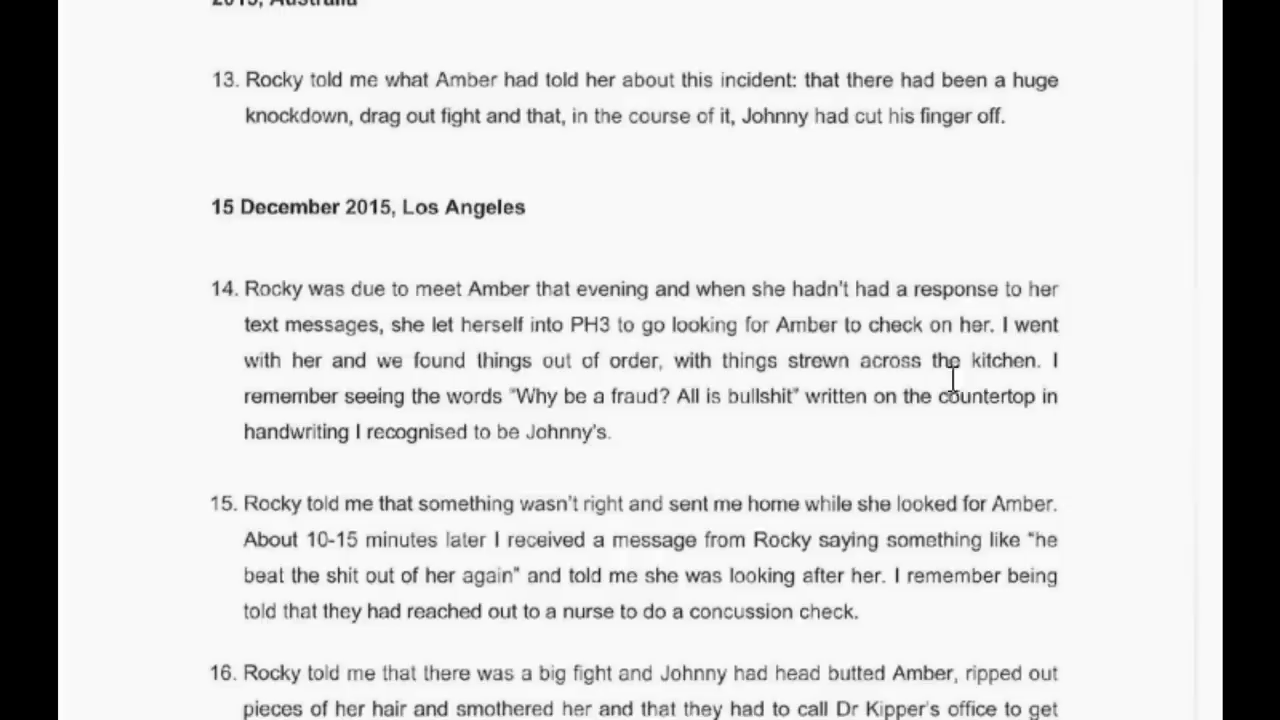 2015, Australia
13. Rocky told me what Amber had told her about this incident: that there had been a huge
knockdown, drag out fight and that, in the course of it, Johnny had cut his finger off.
15 December 2015, Los Angeles
14. Rocky was due to meet Amber that evening and when she hadn't had a response to her
text messages, she let herself into PH3 to go looking for Amber to check on her. I went
with her and we found things out of order, with things strewn across the kitchen. I
remember seeing the words "Why be a fraud? All is bullshit" written on the countertop in
handwriting I recognised to be Johnny's.
15. Rocky told me that something wasn't right and sent me home while she looked for Amber.
About 10-15 minutes later I received a message from Rocky saying something like "he
beat the shit out of her again" and told me she was looking after her. I remember being
told that they had reached out to a nurse to do a concussion check.
16. Rocky told me that there was a big fight and Johnny had head butted Amber, ripped out
pieces of her hair and smothered her and that they had to call Dr Kipper's office to get